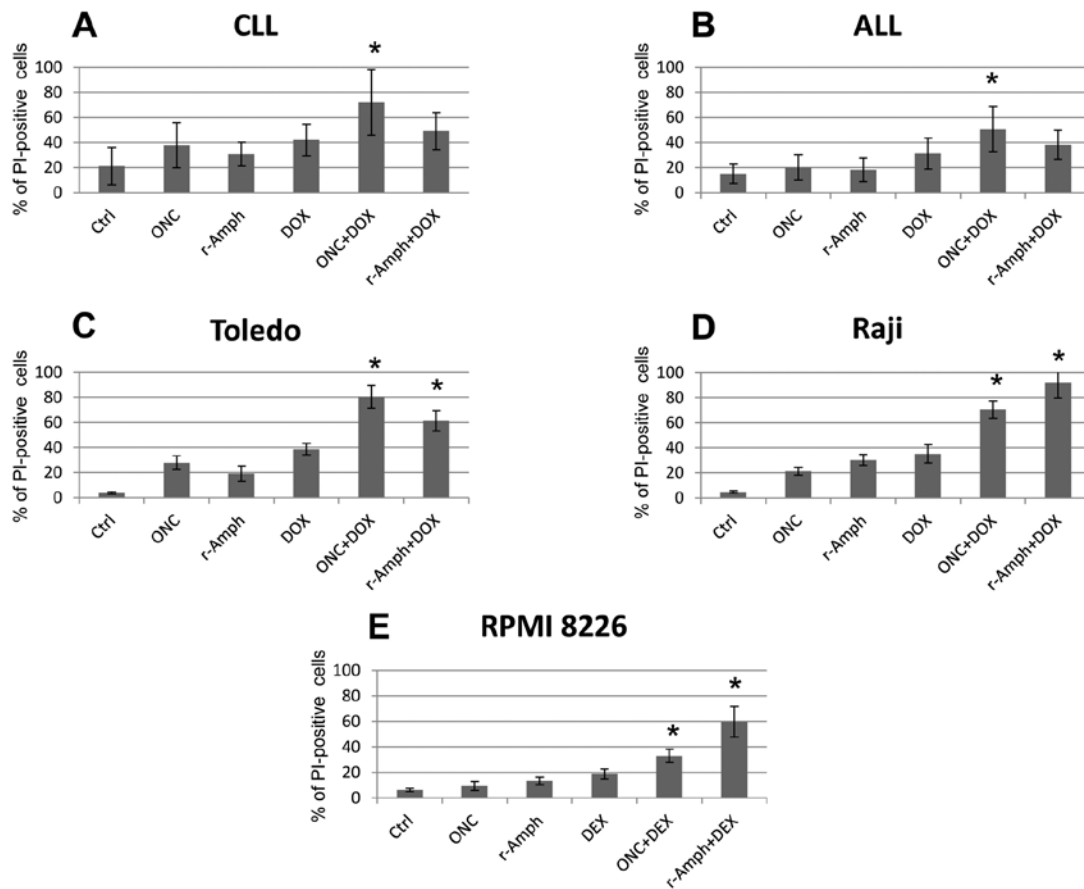 A CLL
*
% of PI-positive cells
100
80
60
40
20
0
Ctrl
ONC
r-Amph
DOX
ONC+DOX
r-Amph+DOX
B ALL
*
% of PI-positive cells
100
80
60
40
20
0
Ctrl
ONC
r-Amph
DOX
ONC+DOX
r-Amph+DOX
C Toledo
*
*
% of PI-positive cells
100
80
60
40
20
0
Ctrl
ONC
r-Amph
DOX
ONC+DOX
r-Amph+DOX
D Raji
*
*
% of PI-positive cells
100
80
60
40
20
0
Ctrl
ONC
r-Amph
DOX
ONC+DOX
r-Amph+DOX
E RPMI 8226
*
*
% of PI-positive cells
100
80
60
40
20
0
Ctrl
ONC
r-Amph
DEX
ONC+DEX
r-Amph+DEX